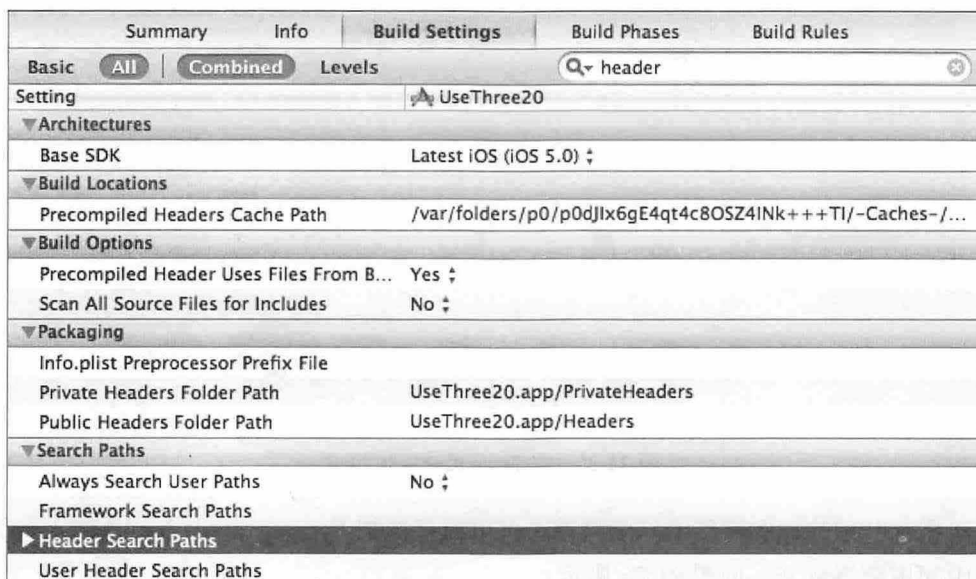 Summary Info Build Settings Build Phases Build Rules
Basic All Combined Levels header
Setting UseThree20
Architectures
Base SDK Latest iOS (iOS 5.0)
Build Locations
Precompiled Headers Cache Path /var/folders/p0/p0dJlx6gE4qt4c8OSZ4INk+++TI/-Caches-/...
Build Options
Precompiled Header Uses Files From B... Yes
Scan All Source Files for Includes No
Packaging
Info.plist Preprocessor Prefix File
Private Headers Folder Path UseThree20.app/PrivateHeaders
Public Headers Folder Path UseThree20.app/Headers
Search Paths
Always Search User Paths No
Framework Search Paths
Header Search Paths
User Header Search Paths